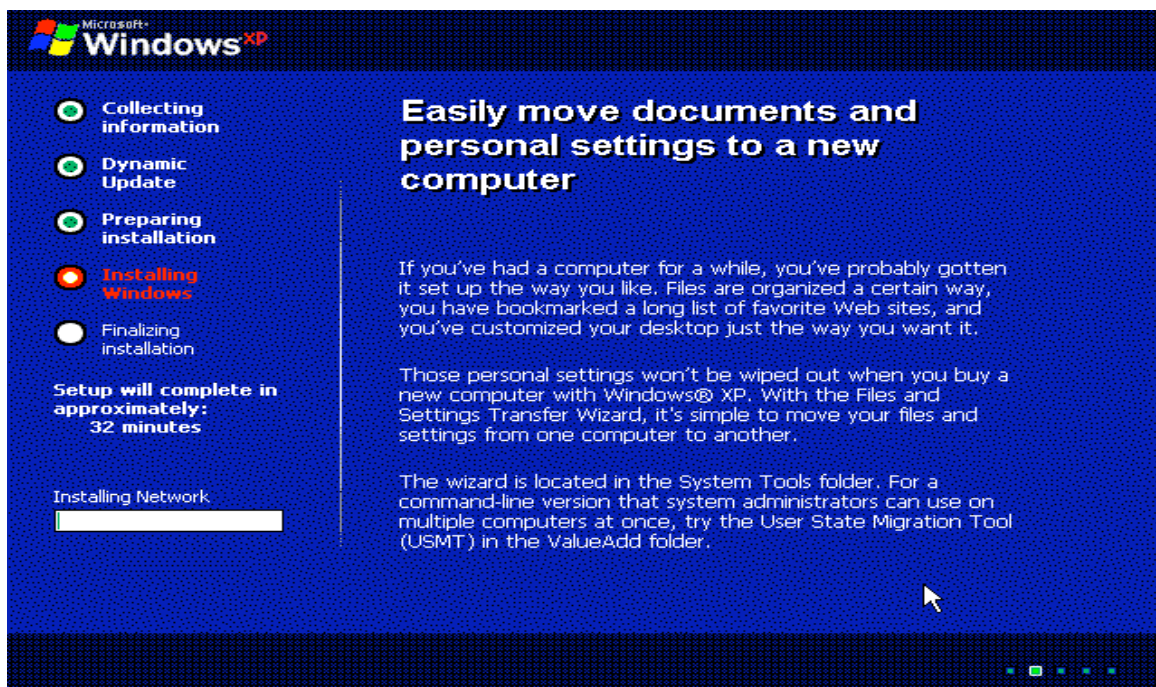 Microsoft
Windows XP
Collecting
information
Dynamic
Update
Preparing
installation
Installing
Windows
Finalizing
installation
Setup will complete in
approximately:
32 minutes
Installing Network
Easily move documents and
personal settings to a new
computer
If you've had a computer for a while, you've probably gotten
it set up the way you like. Files are organized a certain way,
you have bookmarked a long list of favorite Web sites, and
you've customized your desktop just the way you want it.
Those personal settings won't be wiped out when you buy a
new computer with Windows® XP. With the Files and
Settings Transfer Wizard, it's simple to move your files and
settings from one computer to another.
The wizard is located in the System Tools folder. For a
command-line version that system administrators can use on
multiple computers at once, try the User State Migration Tool
(USMT) in the ValueAdd folder.